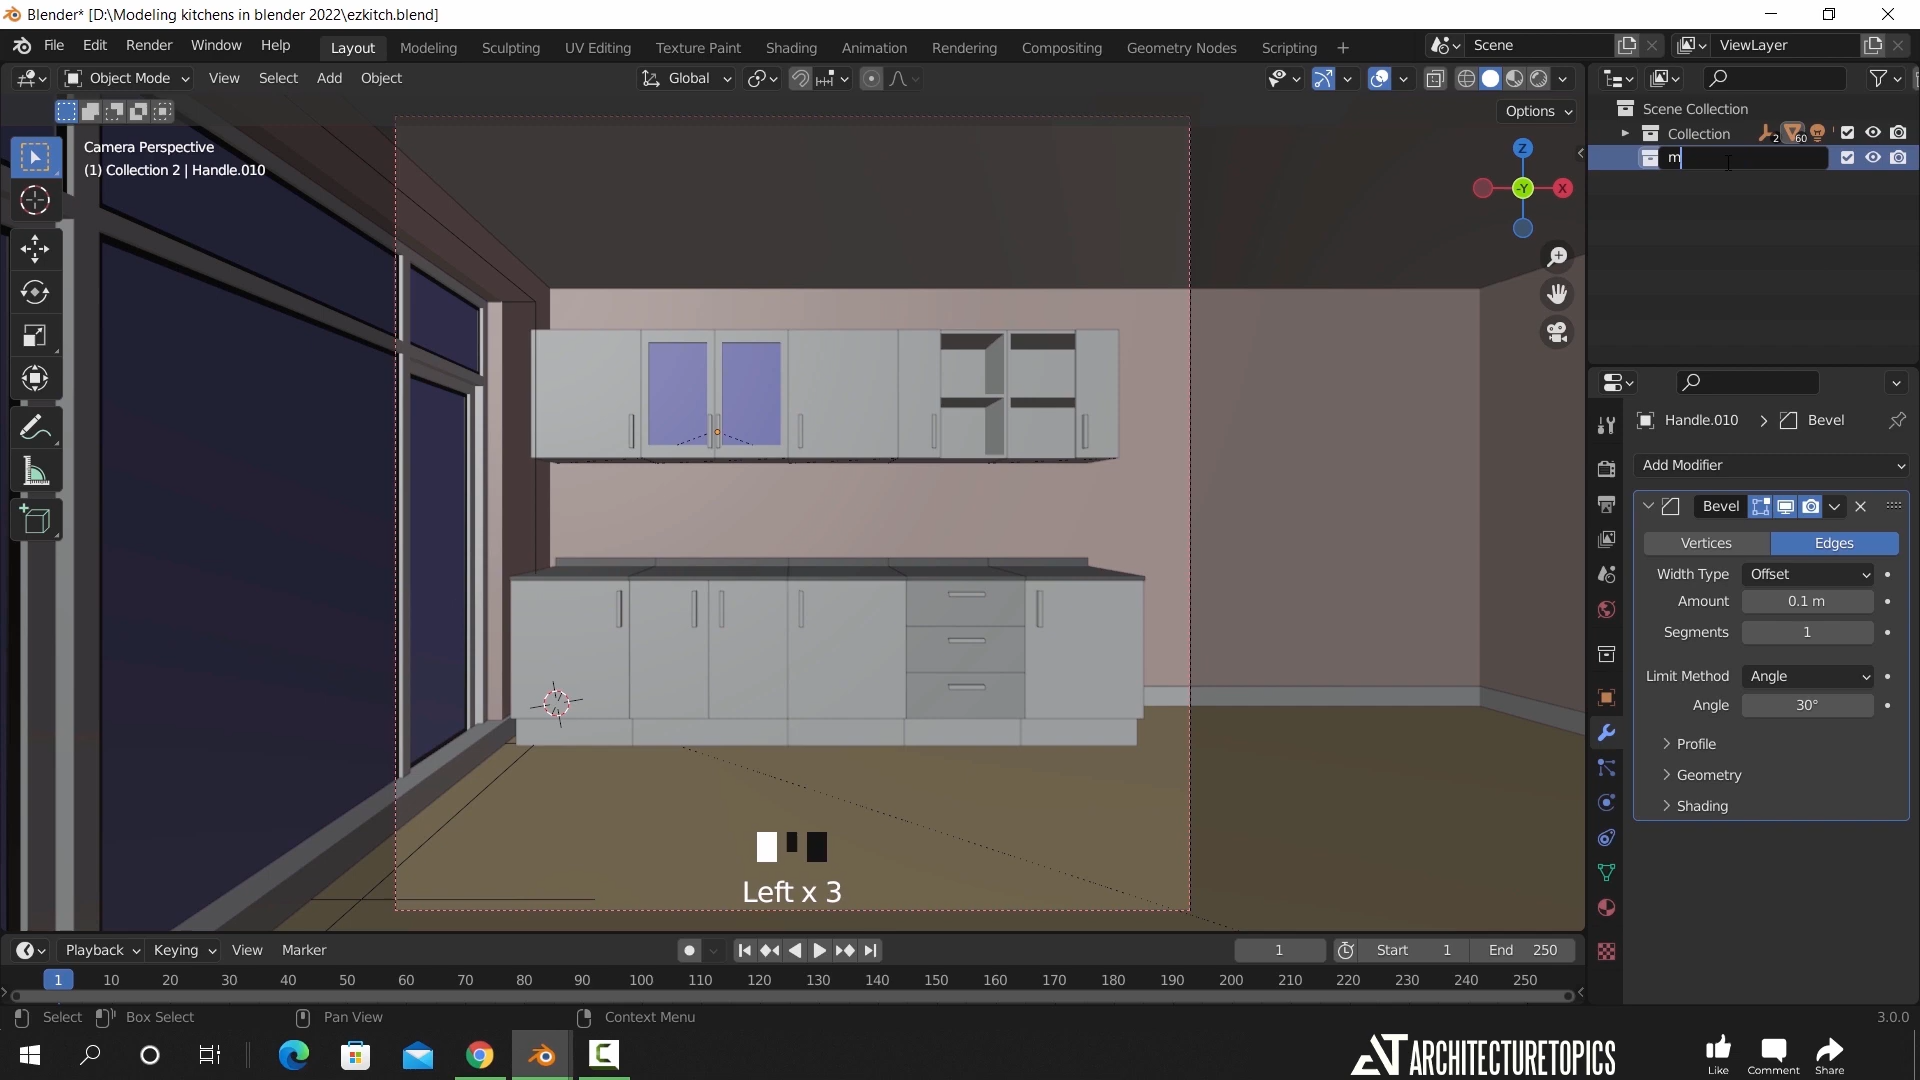 Blender* [D:\Modeling kitchens in blender 2022\ezkitch.blend]
File Edit Render Window Help Layout Modeling Sculpting UV Editing Texture Paint Shading Animation Rendering Compositing Geometry Nodes Scripting + Scene ViewLayer
Object Mode View Select Add Object Global
Options
Scene Collection
Collection 2 60
m
Camera Perspective
(1) Collection 2 | Handle.010
Z
-Y
X
Handle.010 > Bevel
Add Modifier
Bevel
Vertices Edges
Width Type Offset
Amount 0.1 m
Segments 1
Limit Method Angle
Angle 30°
Profile
Geometry
Shading
Left x 3
Playback Keying View Marker 1 Start 1 End 250
1 10 20 30 40 50 60 70 80 90 100 110 120 130 140 150 160 170 180 190 200 210 220 230 240 250
Select Box Select Pan View Context Menu 3.0.0
AT ARCHITECTURETOPICS
Like Comment Share